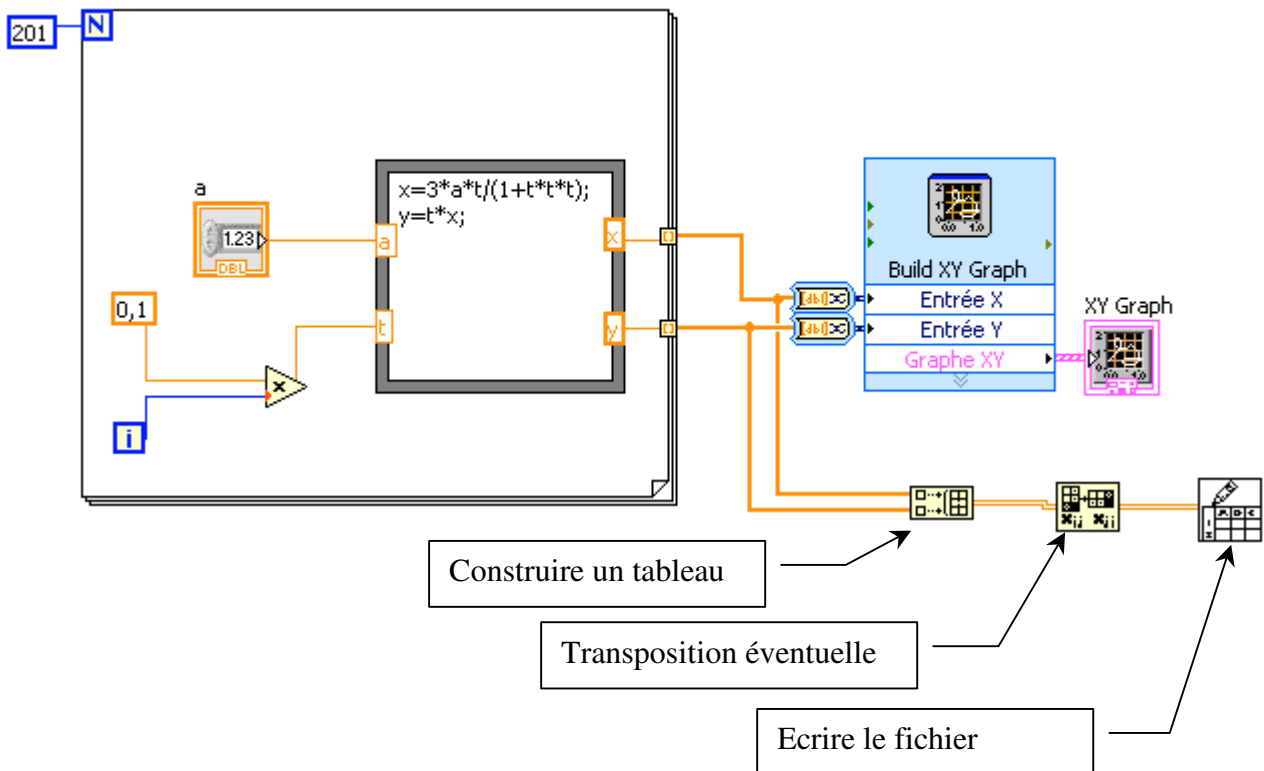 201
N
a
1.23
DBL
0,1
i
x=3*a*t/(1+t*t*t);
y=t*x;
a
t
x
y
Build XY Graph
Entrée X
Entrée Y
Graphe XY
XY Graph
Construire un tableau
Transposition éventuelle
Ecrire le fichier